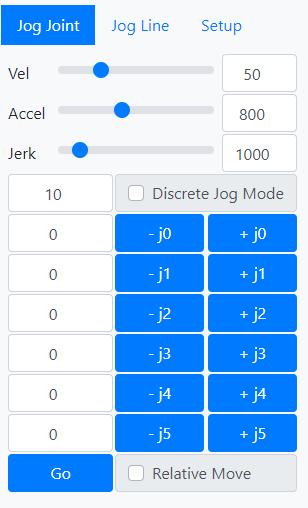 Jog Joint Jog Line Setup
Vel 50
Accel 800
Jerk 1000
10 Discrete Jog Mode
0 - j0 + j0
0 - j1 + j1
0 - j2 + j2
0 - j3 + j3
0 - j4 + j4
0 - j5 + j5
Go Relative Move